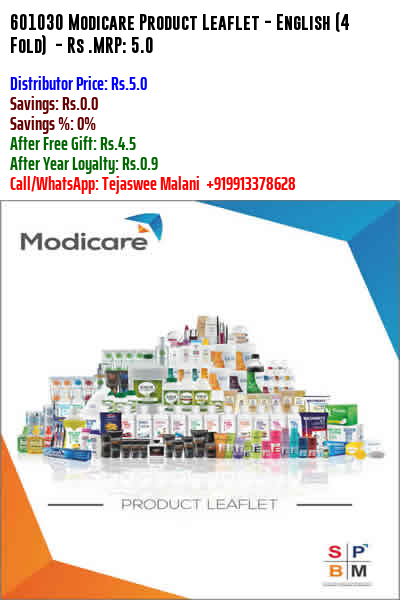 601030 Modicare Product Leaflet - English (4
Fold) - Rs .MRP: 5.0
Distributor Price: Rs.5.0
Savings: Rs.0.0
Savings %: 0%
After Free Gift: Rs.4.5
After Year Loyalty: Rs.0.9
Call/WhatsApp: Tejaswee Malani +919913378628
Modicare
PRODUCT LEAFLET
S P
B M